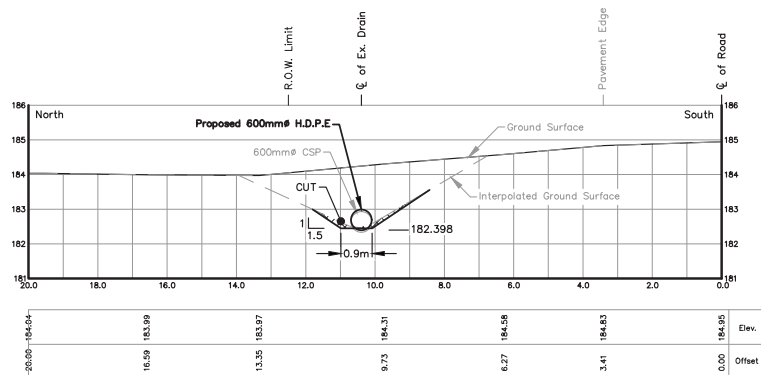 R.O.W. Limit
℄ of Ex. Drain
Pavement Edge
℄ of Road
186
North
South
186
Proposed 600mmø H.D.P.E
Ground Surface
185
185
600mmø CSP
184
184
CUT
Interpolated Ground Surface
183
183
1
1.5
182.398
182
182
0.9m
181
181
20.0 18.0 16.0 14.0 12.0 10.0 8.0 6.0 4.0 2.0 0.0
184.04 183.99 183.97 184.31 184.58 184.83 184.95 Elev.
20.00 16.59 13.35 9.73 6.27 3.41 0.00 Offset